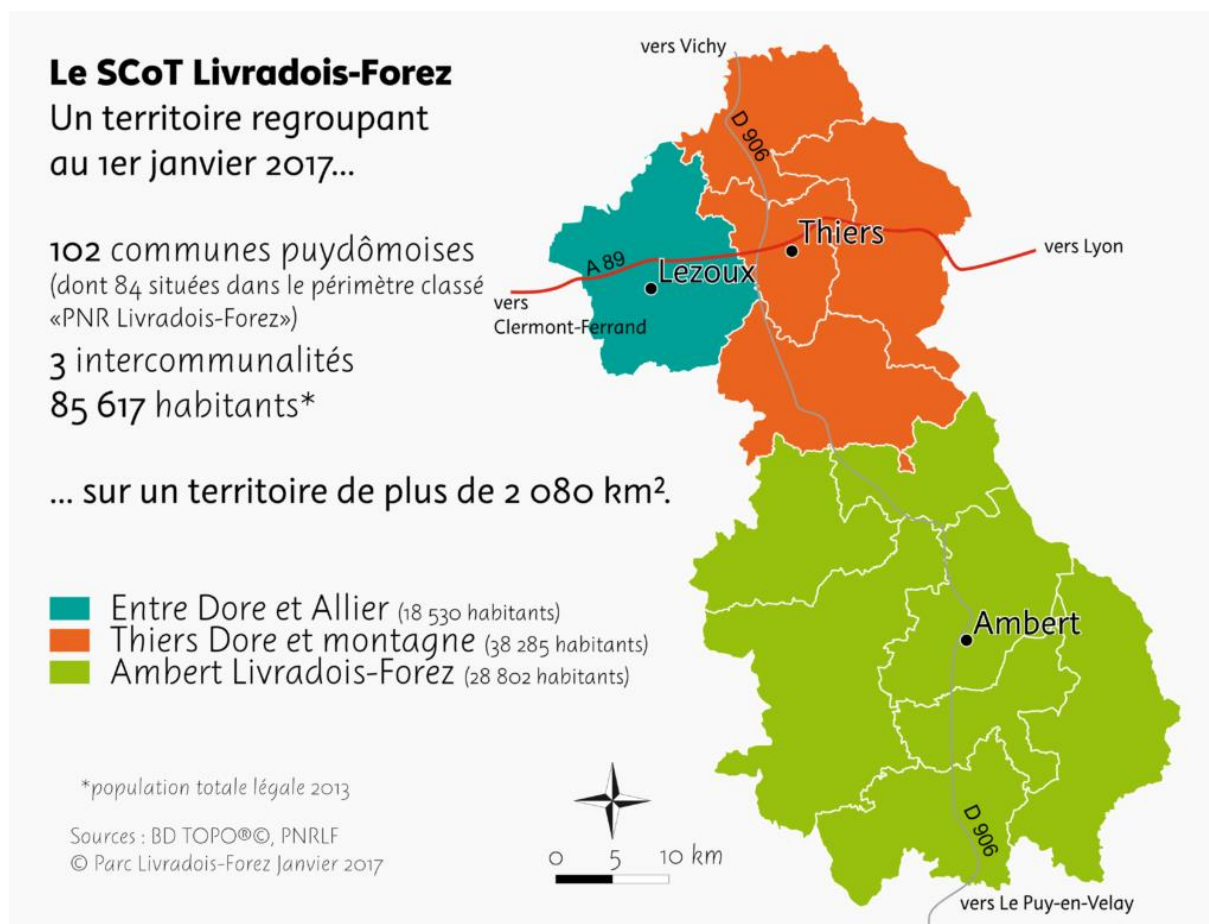 Le SCoT Livradois-Forez
Un territoire regroupant
au 1er janvier 2017...
102 communes puydômoises
(dont 84 situées dans le périmètre classé
«PNR Livradois-Forez»)
3 intercommunalités
85 617 habitants*
... sur un territoire de plus de 2 080 km².
Entre Dore et Allier (18 530 habitants)
Thiers Dore et montagne (38 285 habitants)
Ambert Livradois-Forez (28 802 habitants)
*population totale légale 2013
Sources : BD TOPO®©, PNRLF
© Parc Livradois-Forez Janvier 2017
0 5 10 km
vers Vichy
D 906
Thiers
vers Lyon
A 89
Lezoux
vers
Clermont-Ferrand
Ambert
D 906
vers Le Puy-en-Velay